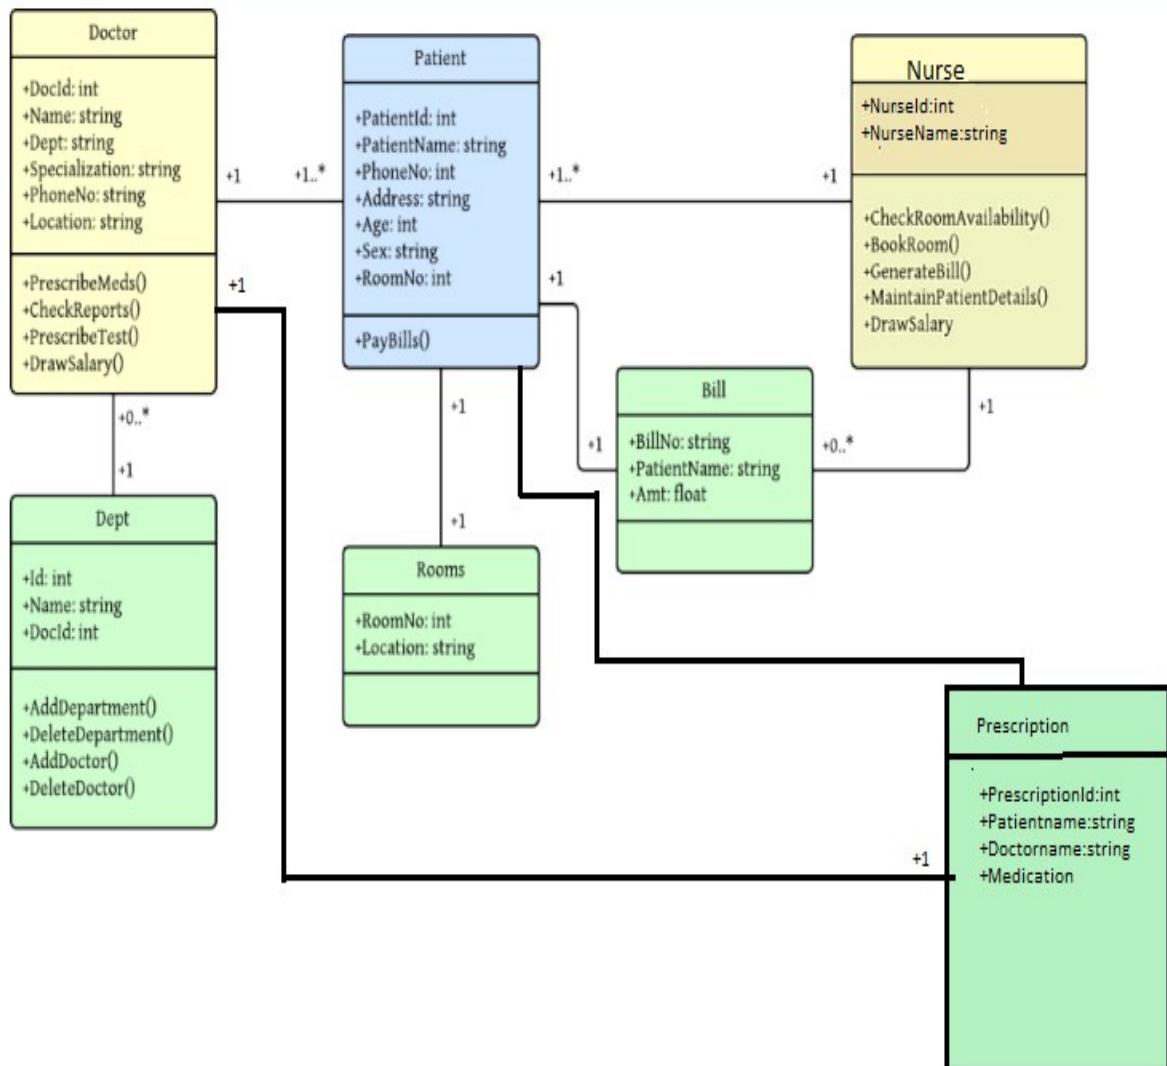 Doctor
+DocId: int
+Name: string
+Dept: string
+Specialization: string
+PhoneNo: string
+Location: string
+PrescribeMeds()
+CheckReports()
+PrescribeTest()
+DrawSalary()
+1
+1..*
+1
Patient
+PatientId: int
+PatientName: string
+PhoneNo: int
+Address: string
+Age: int
+Sex: string
+RoomNo: int
+PayBills()
+1..*
+1
+1
Nurse
+NurseId:int
+NurseName:string
+CheckRoomAvailability()
+BookRoom()
+GenerateBill()
+MaintainPatientDetails()
+DrawSalary
+1
+0..*
+1
Bill
+BillNo: string
+PatientName: string
+Amt: float
+0..*
+1
Dept
+Id: int
+Name: string
+DocId: int
+AddDepartment()
+DeleteDepartment()
+AddDoctor()
+DeleteDoctor()
+1
+1
Rooms
+RoomNo: int
+Location: string
Prescription
+PrescriptionId:int
+Patientname:string
+Doctorname:string
+Medication
+1